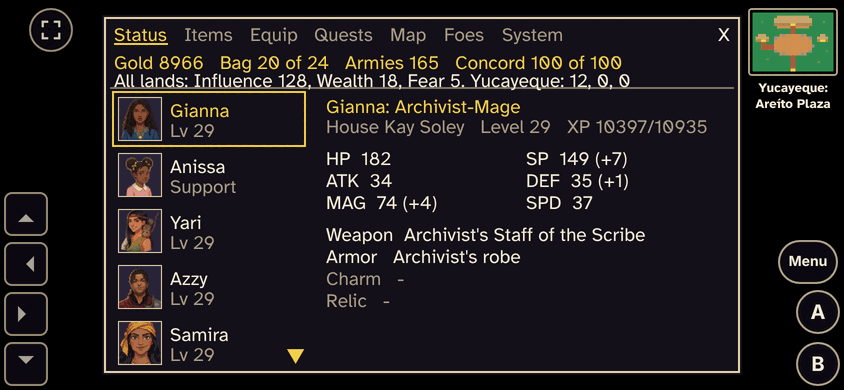 Status Items Equip Quests Map Foes System X
Gold 8966 Bag 20 of 24 Armies 165 Concord 100 of 100
All lands: Influence 128, Wealth 18, Fear 5. Yucayeque: 12, 0, 0
Gianna
Lv 29
Anissa
Support
Yari
Lv 29
Azzy
Lv 29
Samira
Lv 29
Gianna: Archivist-Mage
House Kay Soley Level 29 XP 10397/10935
HP 182 SP 149 (+7)
ATK 34 DEF 35 (+1)
MAG 74 (+4) SPD 37
Weapon Archivist's Staff of the Scribe
Armor Archivist's robe
Charm -
Relic -
Yucayeque:
Areíto Plaza
Menu
A
B